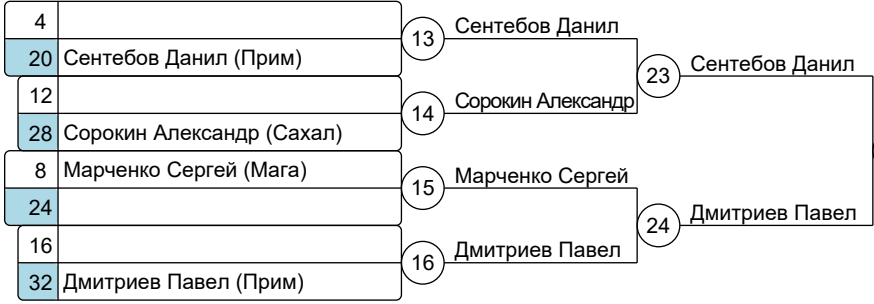 4
13 Сентебов Данил
20 Сентебов Данил (Прим)
23 Сентебов Данил
12
14 Сорокин Александр
28 Сорокин Александр (Сахал)
8 Марченко Сергей (Мага)
15 Марченко Сергей
24
24 Дмитриев Павел
16
16 Дмитриев Павел
32 Дмитриев Павел (Прим)